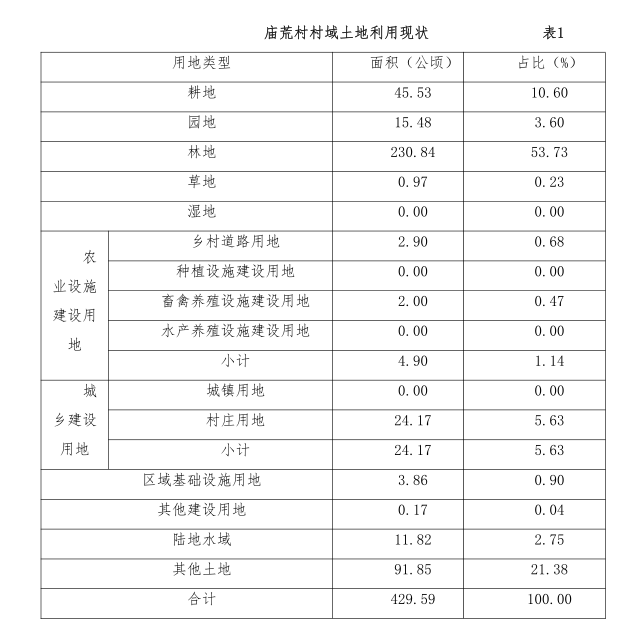 庙荒村村域土地利用现状 表1
用地类型 面积（公顷） 占比（%）
耕地 45.53 10.60
园地 15.48 3.60
林地 230.84 53.73
草地 0.97 0.23
湿地 0.00 0.00
农业设施建设用地 乡村道路用地 2.90 0.68
种植设施建设用地 0.00 0.00
畜禽养殖设施建设用地 2.00 0.47
水产养殖设施建设用地 0.00 0.00
小计 4.90 1.14
城乡建设用地 城镇用地 0.00 0.00
村庄用地 24.17 5.63
小计 24.17 5.63
区域基础设施用地 3.86 0.90
其他建设用地 0.17 0.04
陆地水域 11.82 2.75
其他土地 91.85 21.38
合计 429.59 100.00